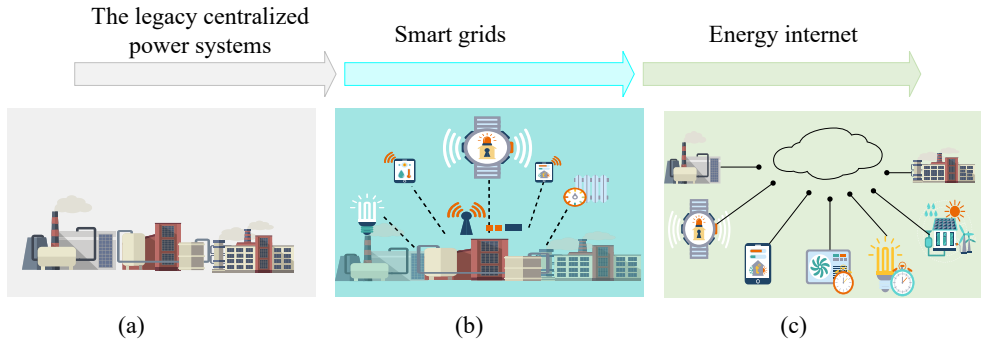 The legacy centralized
power systems
Smart grids
Energy internet
(a)
(b)
(c)